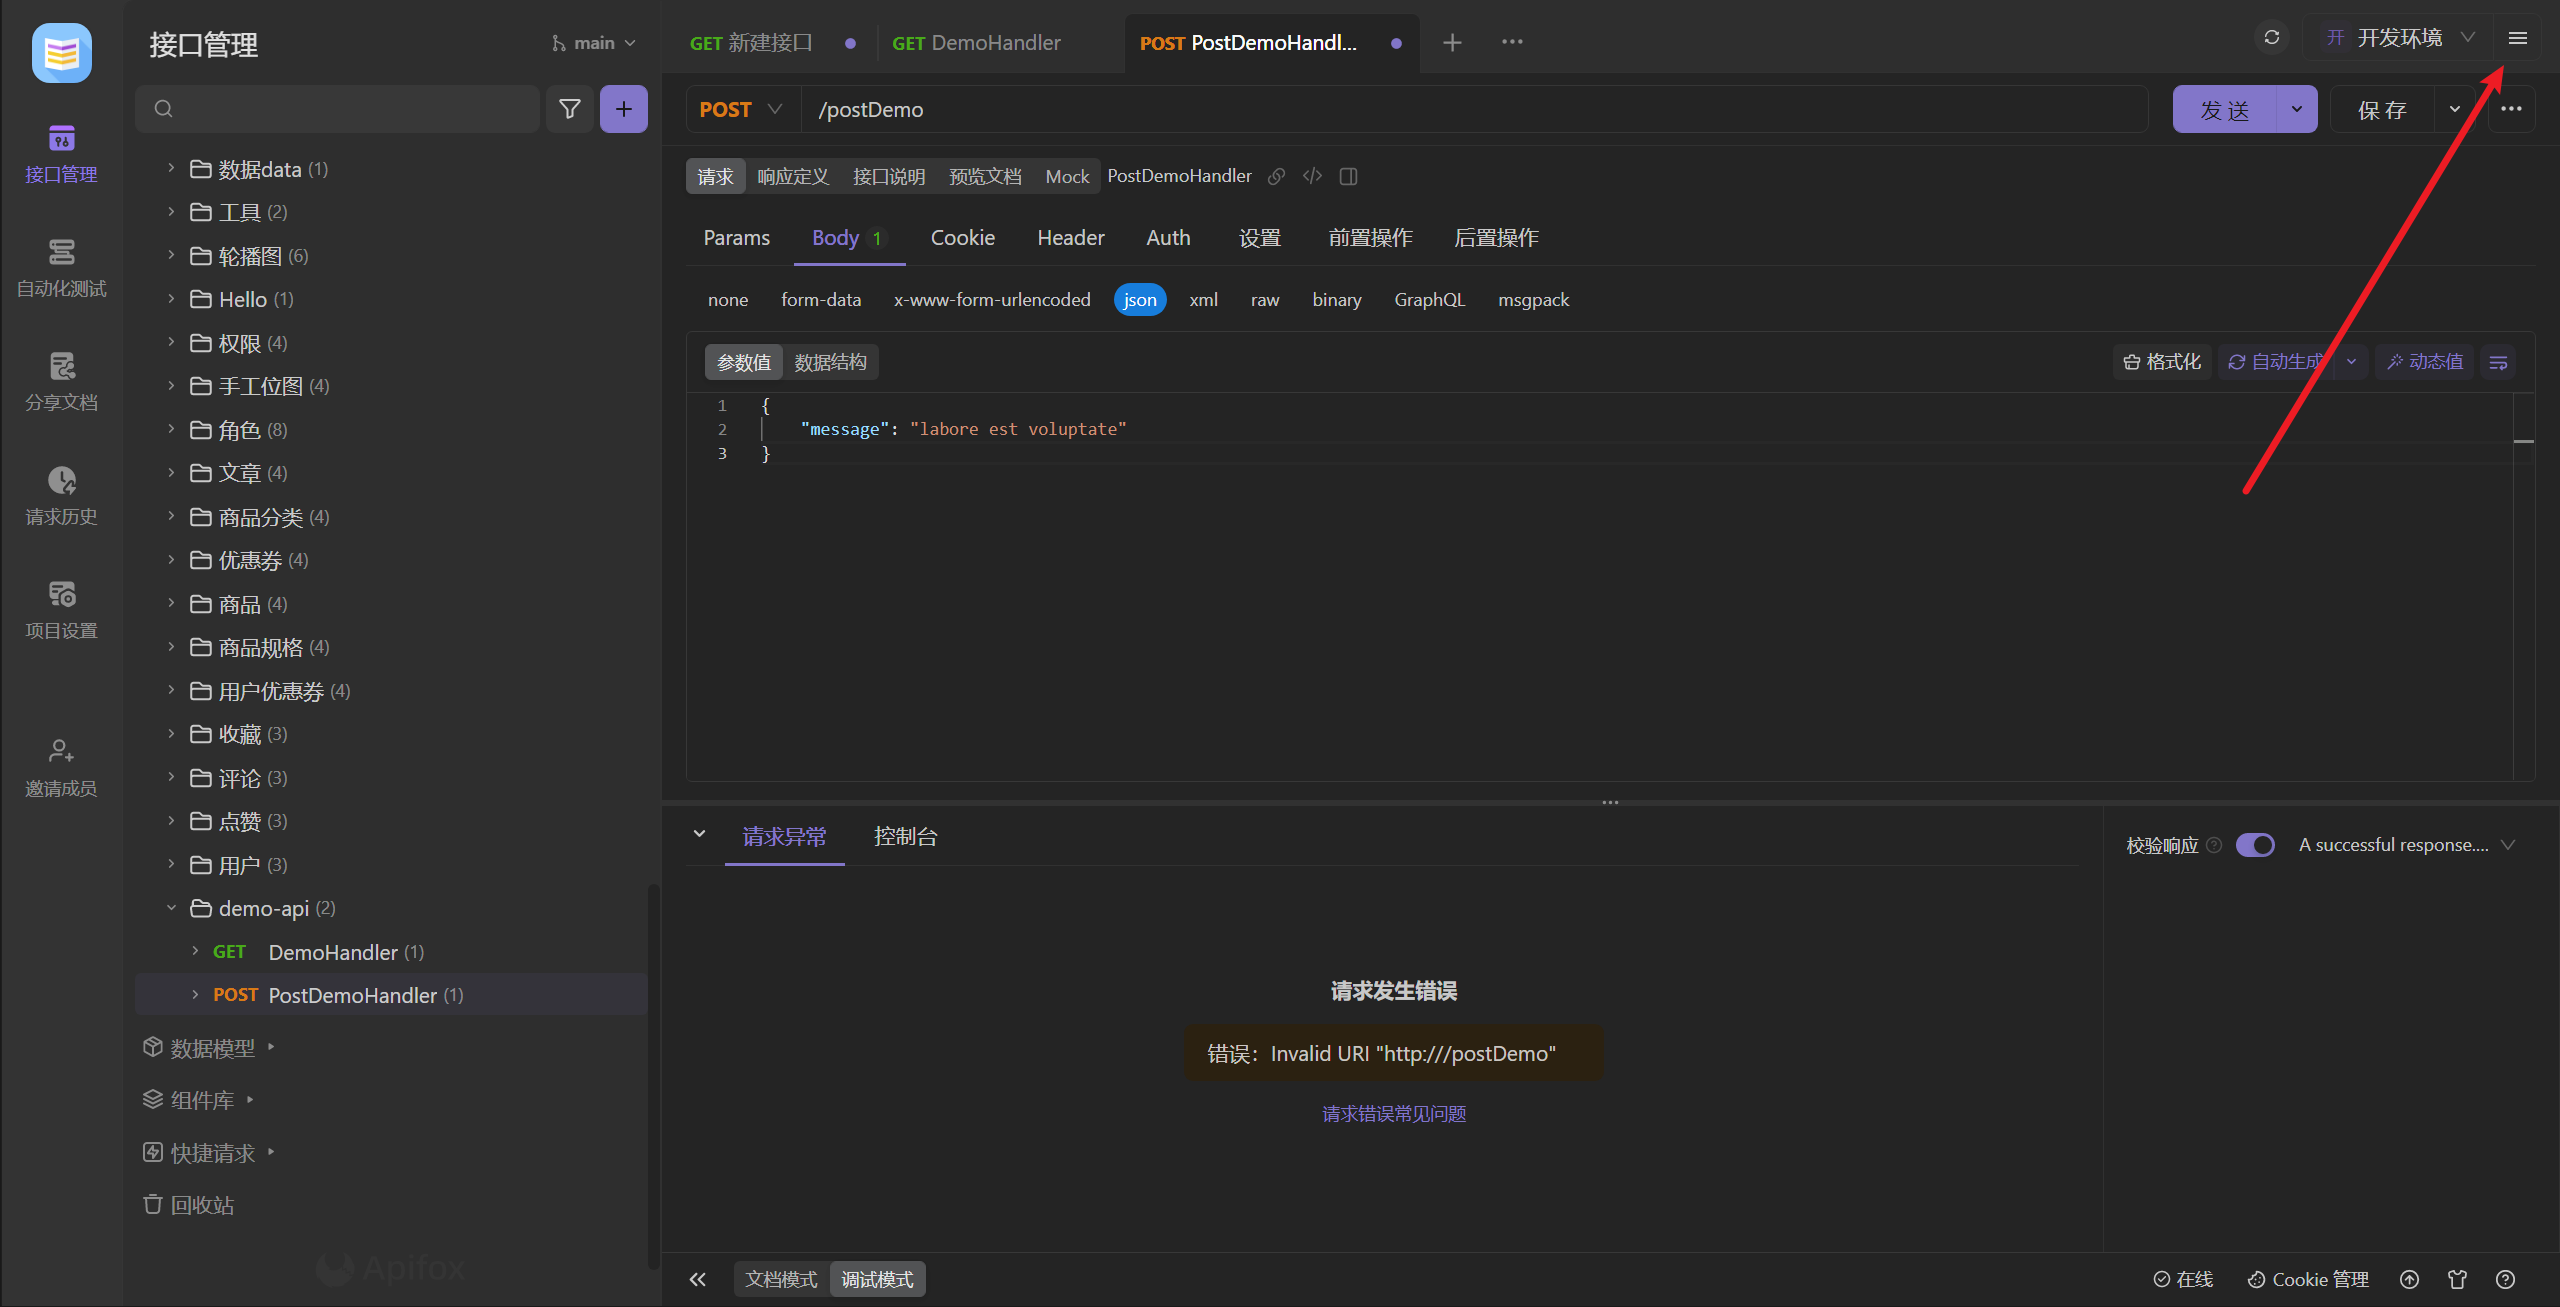 接口管理
main
GET 新建接口
GET DemoHandler
POST PostDemoHandl...
开 开发环境
接口管理
自动化测试
分享文档
请求历史
项目设置
邀请成员
数据data (1)
工具 (2)
轮播图 (6)
Hello (1)
权限 (4)
手工位图 (4)
角色 (8)
文章 (4)
商品分类 (4)
优惠券 (4)
商品 (4)
商品规格 (4)
用户优惠券 (4)
收藏 (3)
评论 (3)
点赞 (3)
用户 (3)
demo-api (2)
GET DemoHandler (1)
POST PostDemoHandler (1)
数据模型
组件库
快捷请求
回收站
Apifox
POST /postDemo 发 送 保 存
请求 响应定义 接口说明 预览文档 Mock PostDemoHandler
Params Body 1 Cookie Header Auth 设置 前置操作 后置操作
none form-data x-www-form-urlencoded json xml raw binary GraphQL msgpack
参数值 数据结构 格式化 自动生成 动态值
1 {
2 "message": "labore est voluptate"
3 }
请求异常 控制台
校验响应 A successful response....
请求发生错误
错误：Invalid URI "http:///postDemo"
请求错误常见问题
文档模式 调试模式
在线 Cookie 管理